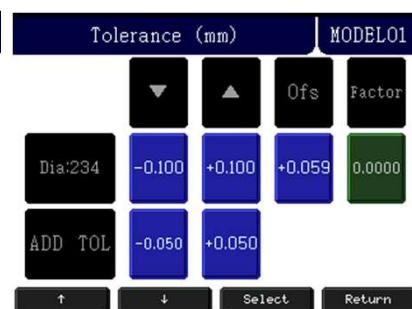 Tolerance (mm) MODEL01
▼ ▲ Ofs Factor
Dia:234 -0.100 +0.100 +0.059 0.0000
ADD TOL -0.050 +0.050
↑ ↓ Select Return